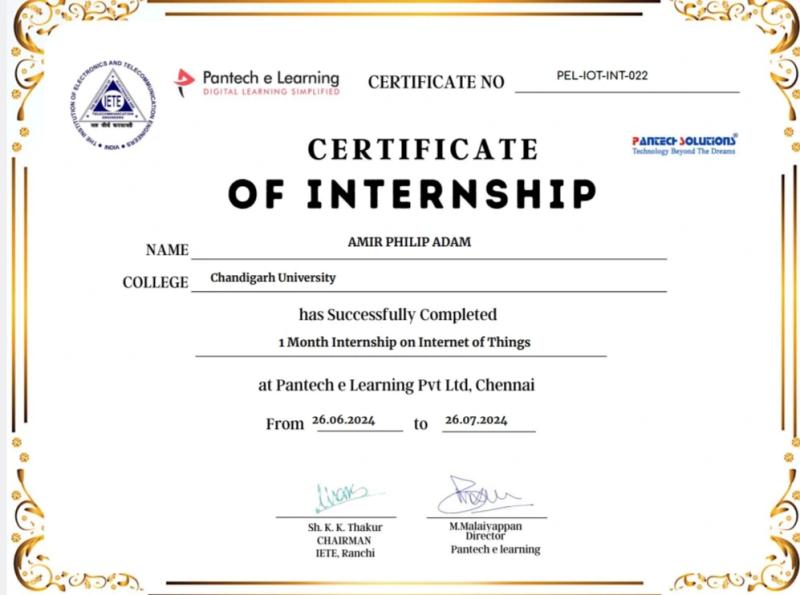 THE INSTITUTION OF ELECTRONICS AND TELECOMMUNICATION ENGINEERS
IETE
Pantech e Learning
DIGITAL LEARNING SIMPLIFIED
CERTIFICATE NO PEL-IOT-INT-022
PANTECH SOLUTIONS
Technology Beyond The Dreams
CERTIFICATE
OF INTERNSHIP
NAME AMIR PHILIP ADAM
COLLEGE Chandigarh University
has Successfully Completed
1 Month Internship on Internet of Things
at Pantech e Learning Pvt Ltd, Chennai
From 26.06.2024 to 26.07.2024
Sh. K. K. Thakur
CHAIRMAN
IETE, Ranchi
M.Malaiyappan
Director
Pantech e learning